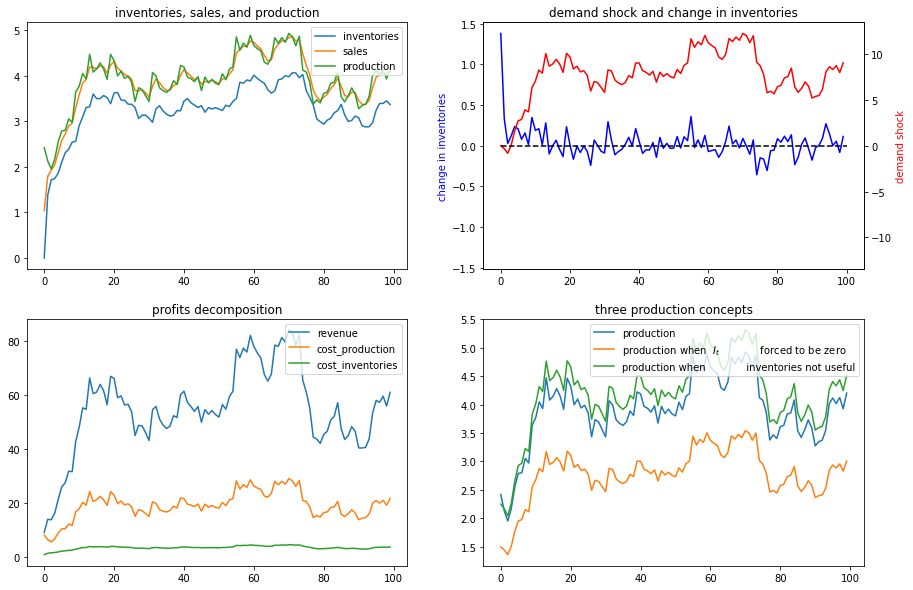 inventories, sales, and production
5
4
3
2
1
0
0 20 40 60 80 100
inventories
sales
production
demand shock and change in inventories
1.5
1.0
0.5
0.0
−0.5
−1.0
−1.5
change in inventories
10
5
0
−5
−10
demand shock
0 20 40 60 80 100
profits decomposition
80
60
40
20
0
0 20 40 60 80 100
revenue
cost_production
cost_inventories
three production concepts
5.5
5.0
4.5
4.0
3.5
3.0
2.5
2.0
1.5
0 20 40 60 80 100
production
production when I_t forced to be zero
production when inventories not useful